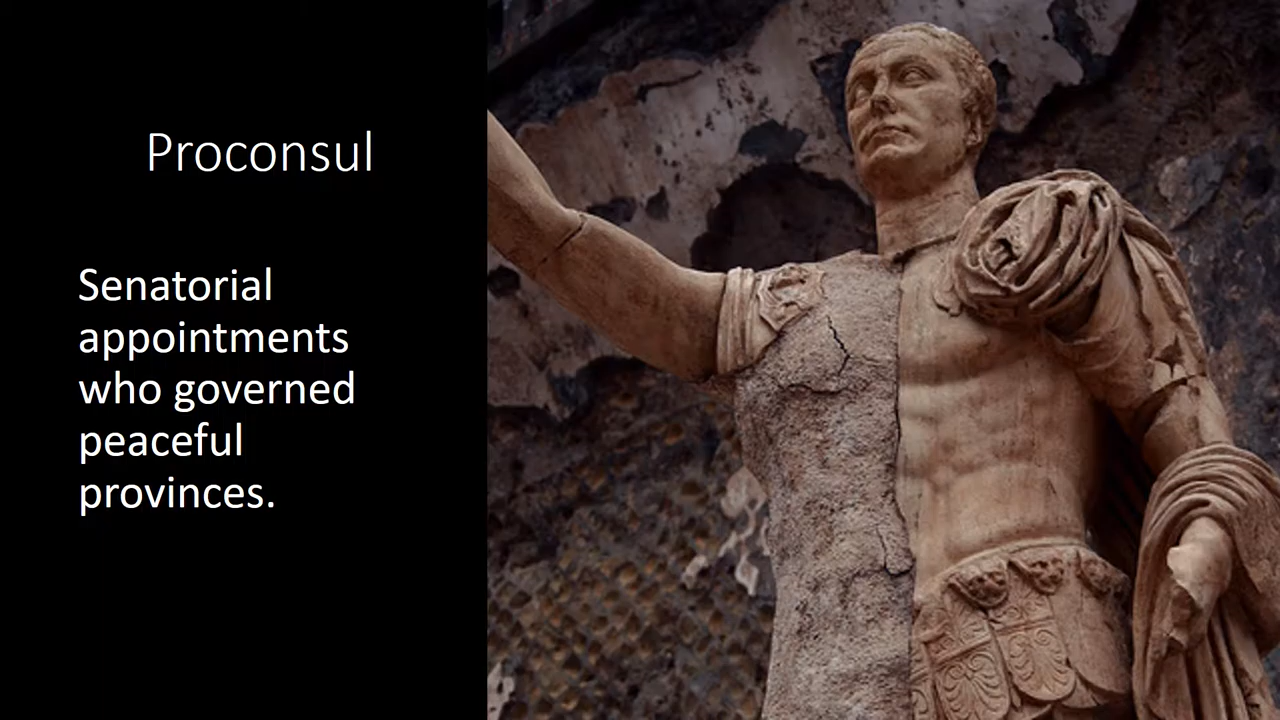 Proconsul
Senatorial
appointments
who governed
peaceful
provinces.